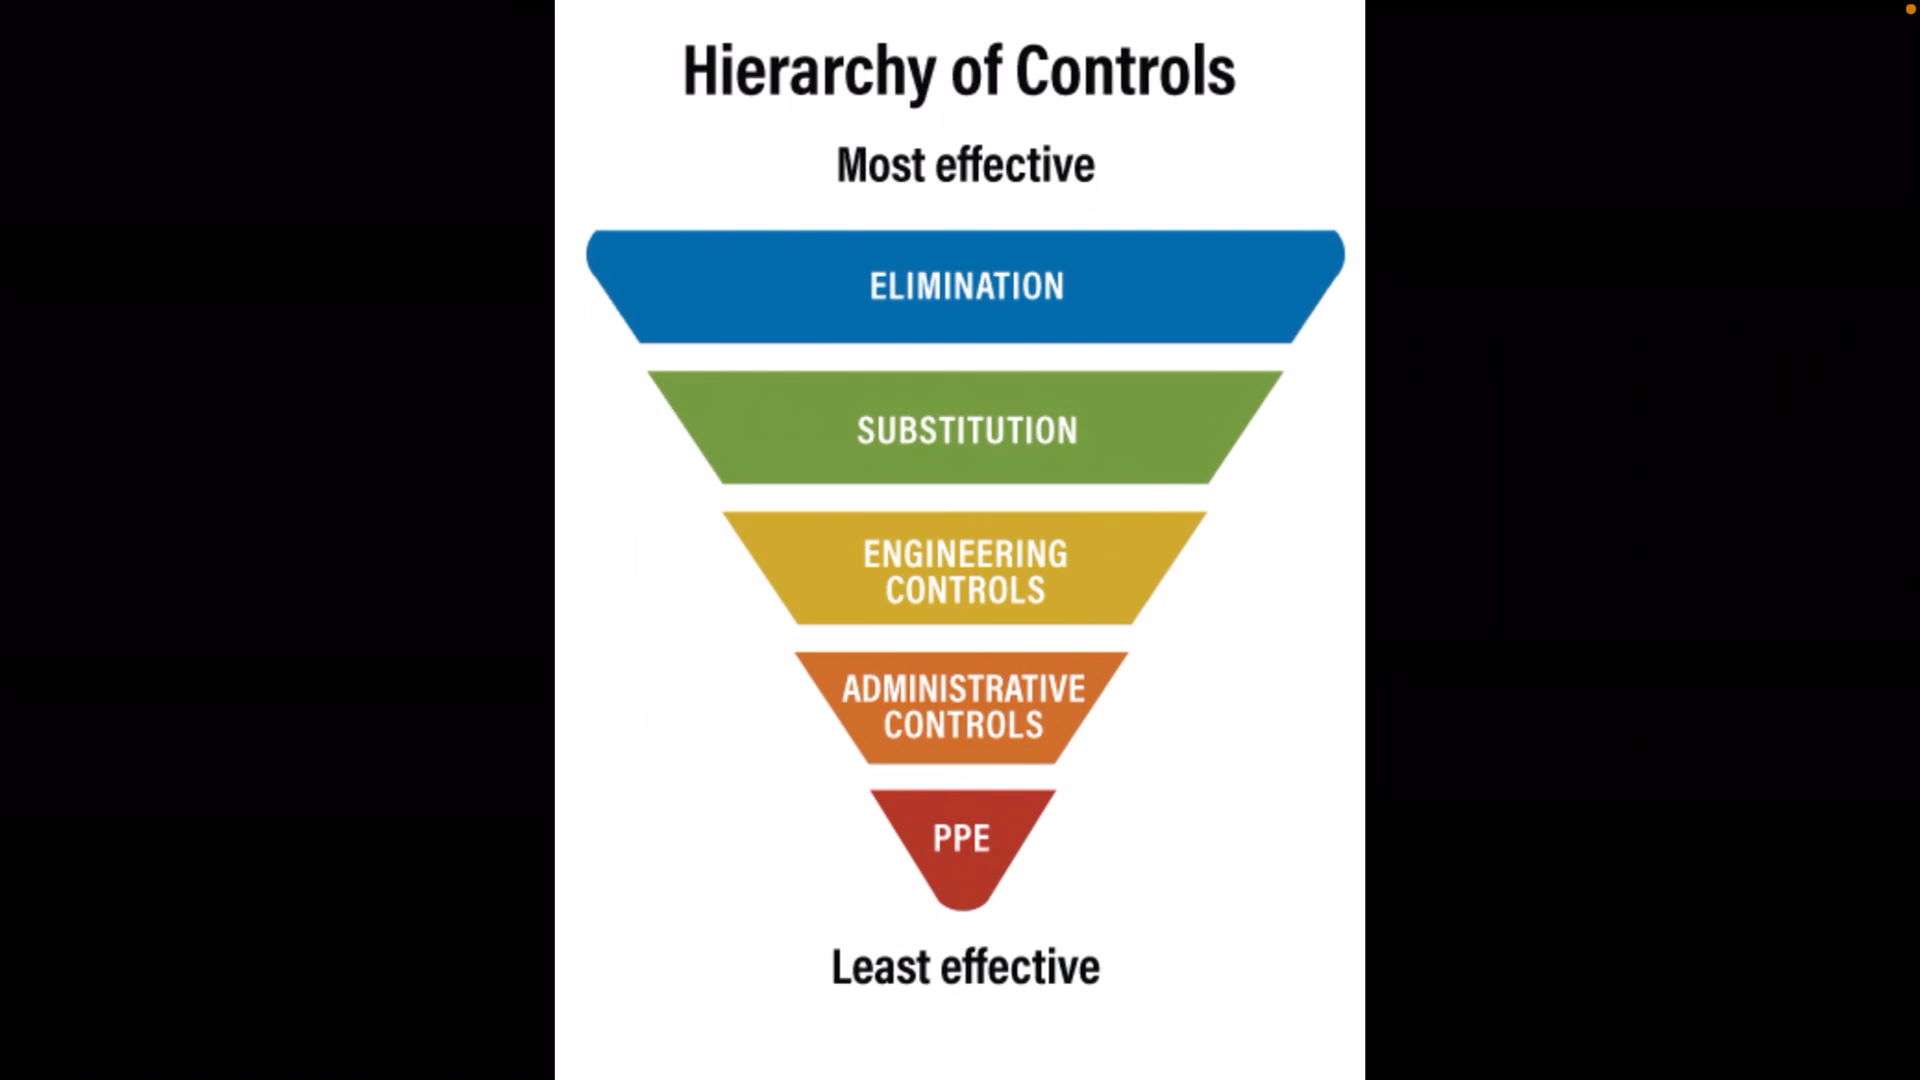 Hierarchy of Controls
Most effective
ELIMINATION
SUBSTITUTION
ENGINEERING
CONTROLS
ADMINISTRATIVE
CONTROLS
PPE
Least effective